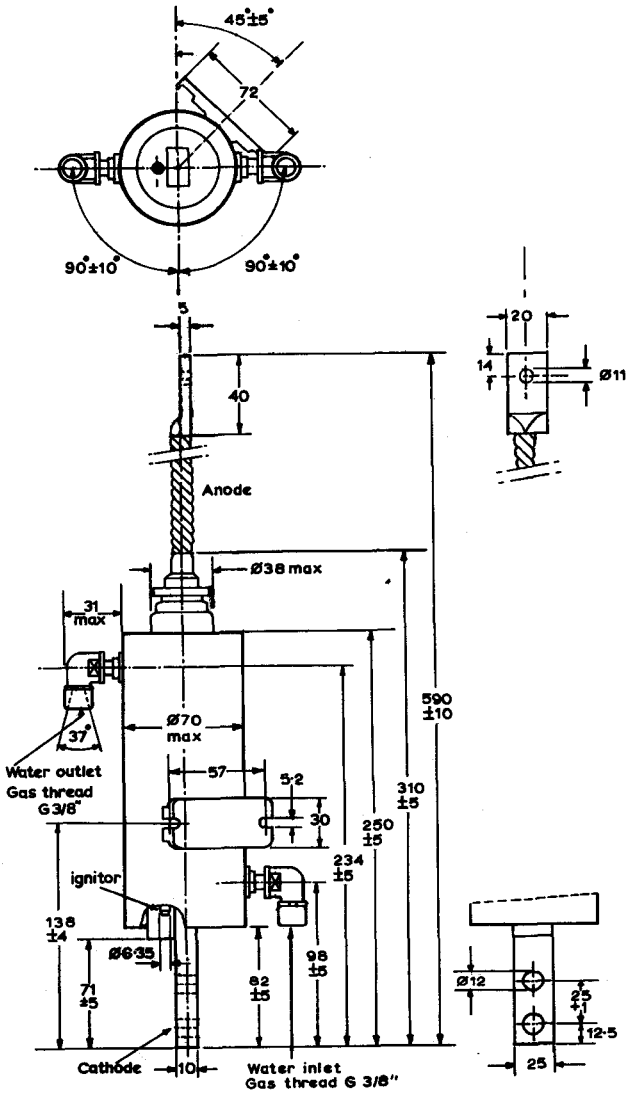 45°±5°
72
90±10°
90±10°
5
20
14
Ø11
40
Anode
Ø38 max
31
max
590
±10
Ø70
max
37°
Water outlet
Gas thread
G3/8"
57
5·2
310
±5
30
250
±5
234
±5
ignitor
138
±4
98
±5
Ø6·35
82
±5
71
±5
Ø12
25
±1
12·5
Cathode
10
Water inlet
Gas thread G 3/8"
25